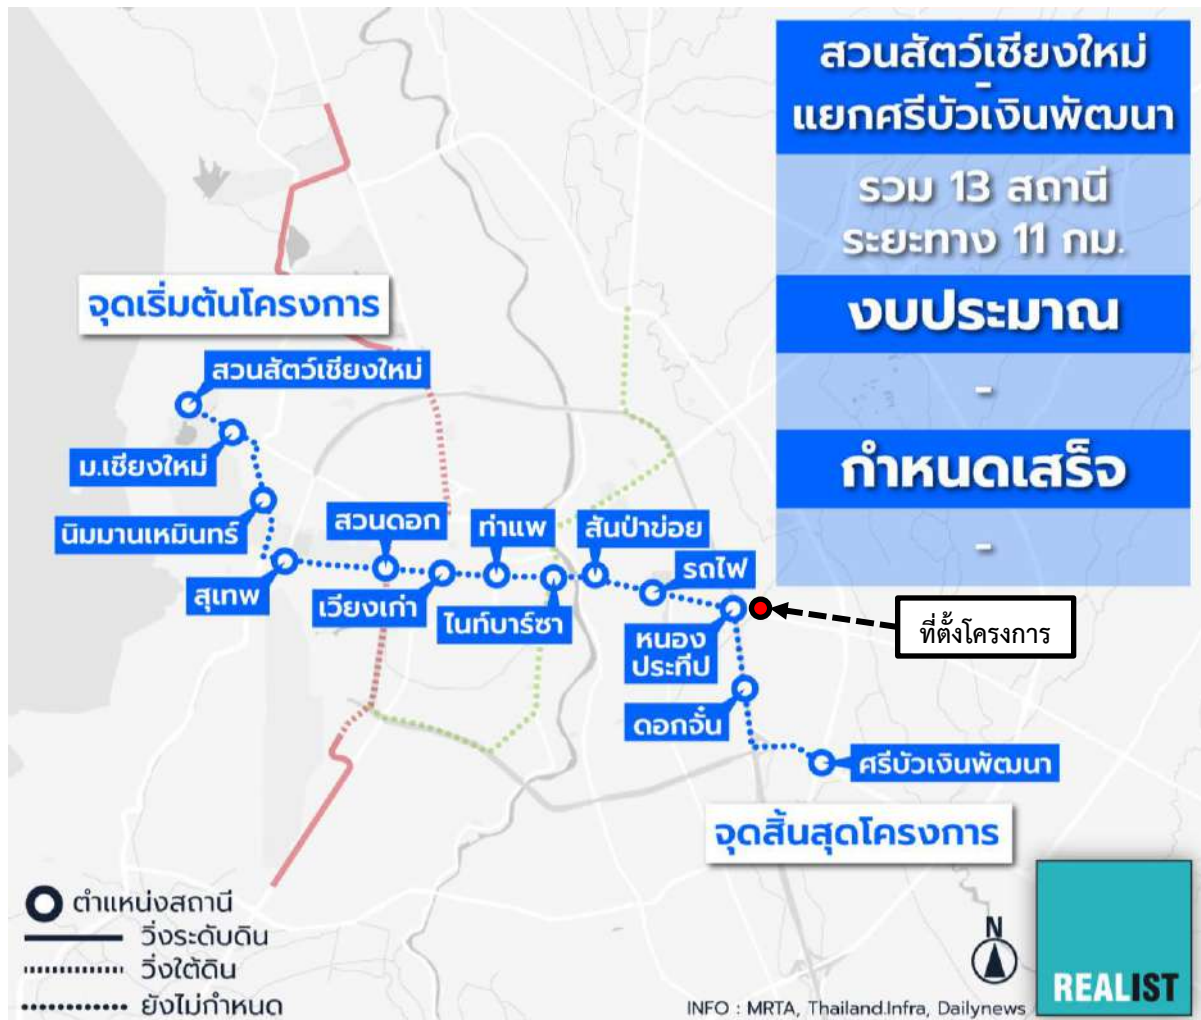 สวนสัตว์เชียงใหม่
-
แยกศรีบัวเงินพัฒนา
รวม 13 สถานี
ระยะทาง 11 กม.
งบประมาณ
-
กำหนดเสร็จ
-
จุดเริ่มต้นโครงการ
สวนสัตว์เชียงใหม่
ม.เชียงใหม่
นิมมานเหมินทร์
สุเทพ
สวนดอก
เวียงเก่า
ท่าแพ
ไนท์บาร์ซา
สันป่าข่อย
รถไฟ
หนอง
ประทีป
ที่ตั้งโครงการ
ดอกจั๋น
ศรีบัวเงินพัฒนา
จุดสิ้นสุดโครงการ
ตำแหน่งสถานี
วิ่งระดับดิน
วิ่งใต้ดิน
ยังไม่กำหนด
N
INFO : MRTA, Thailand.Infra, Dailynews
REALIST